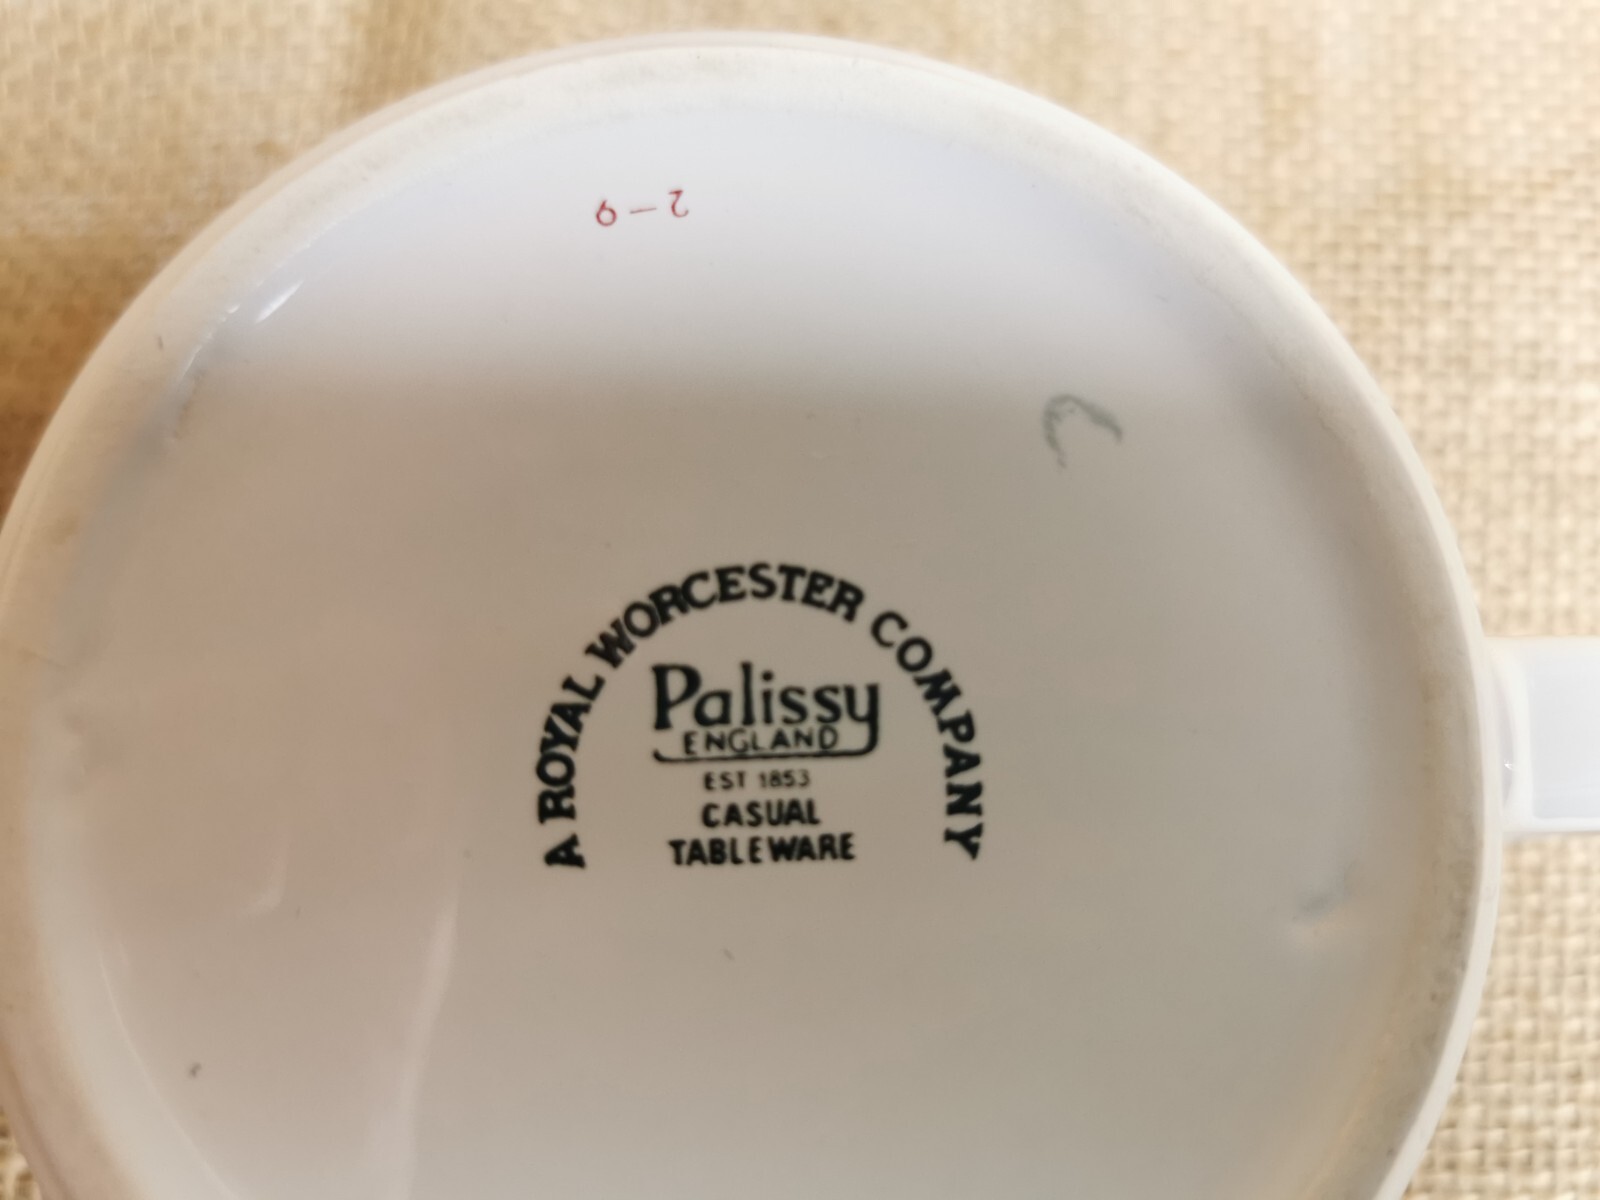 2-9
A ROYAL WORCESTER COMPANY
Palissy
ENGLAND
EST 1853
CASUAL
TABLEWARE